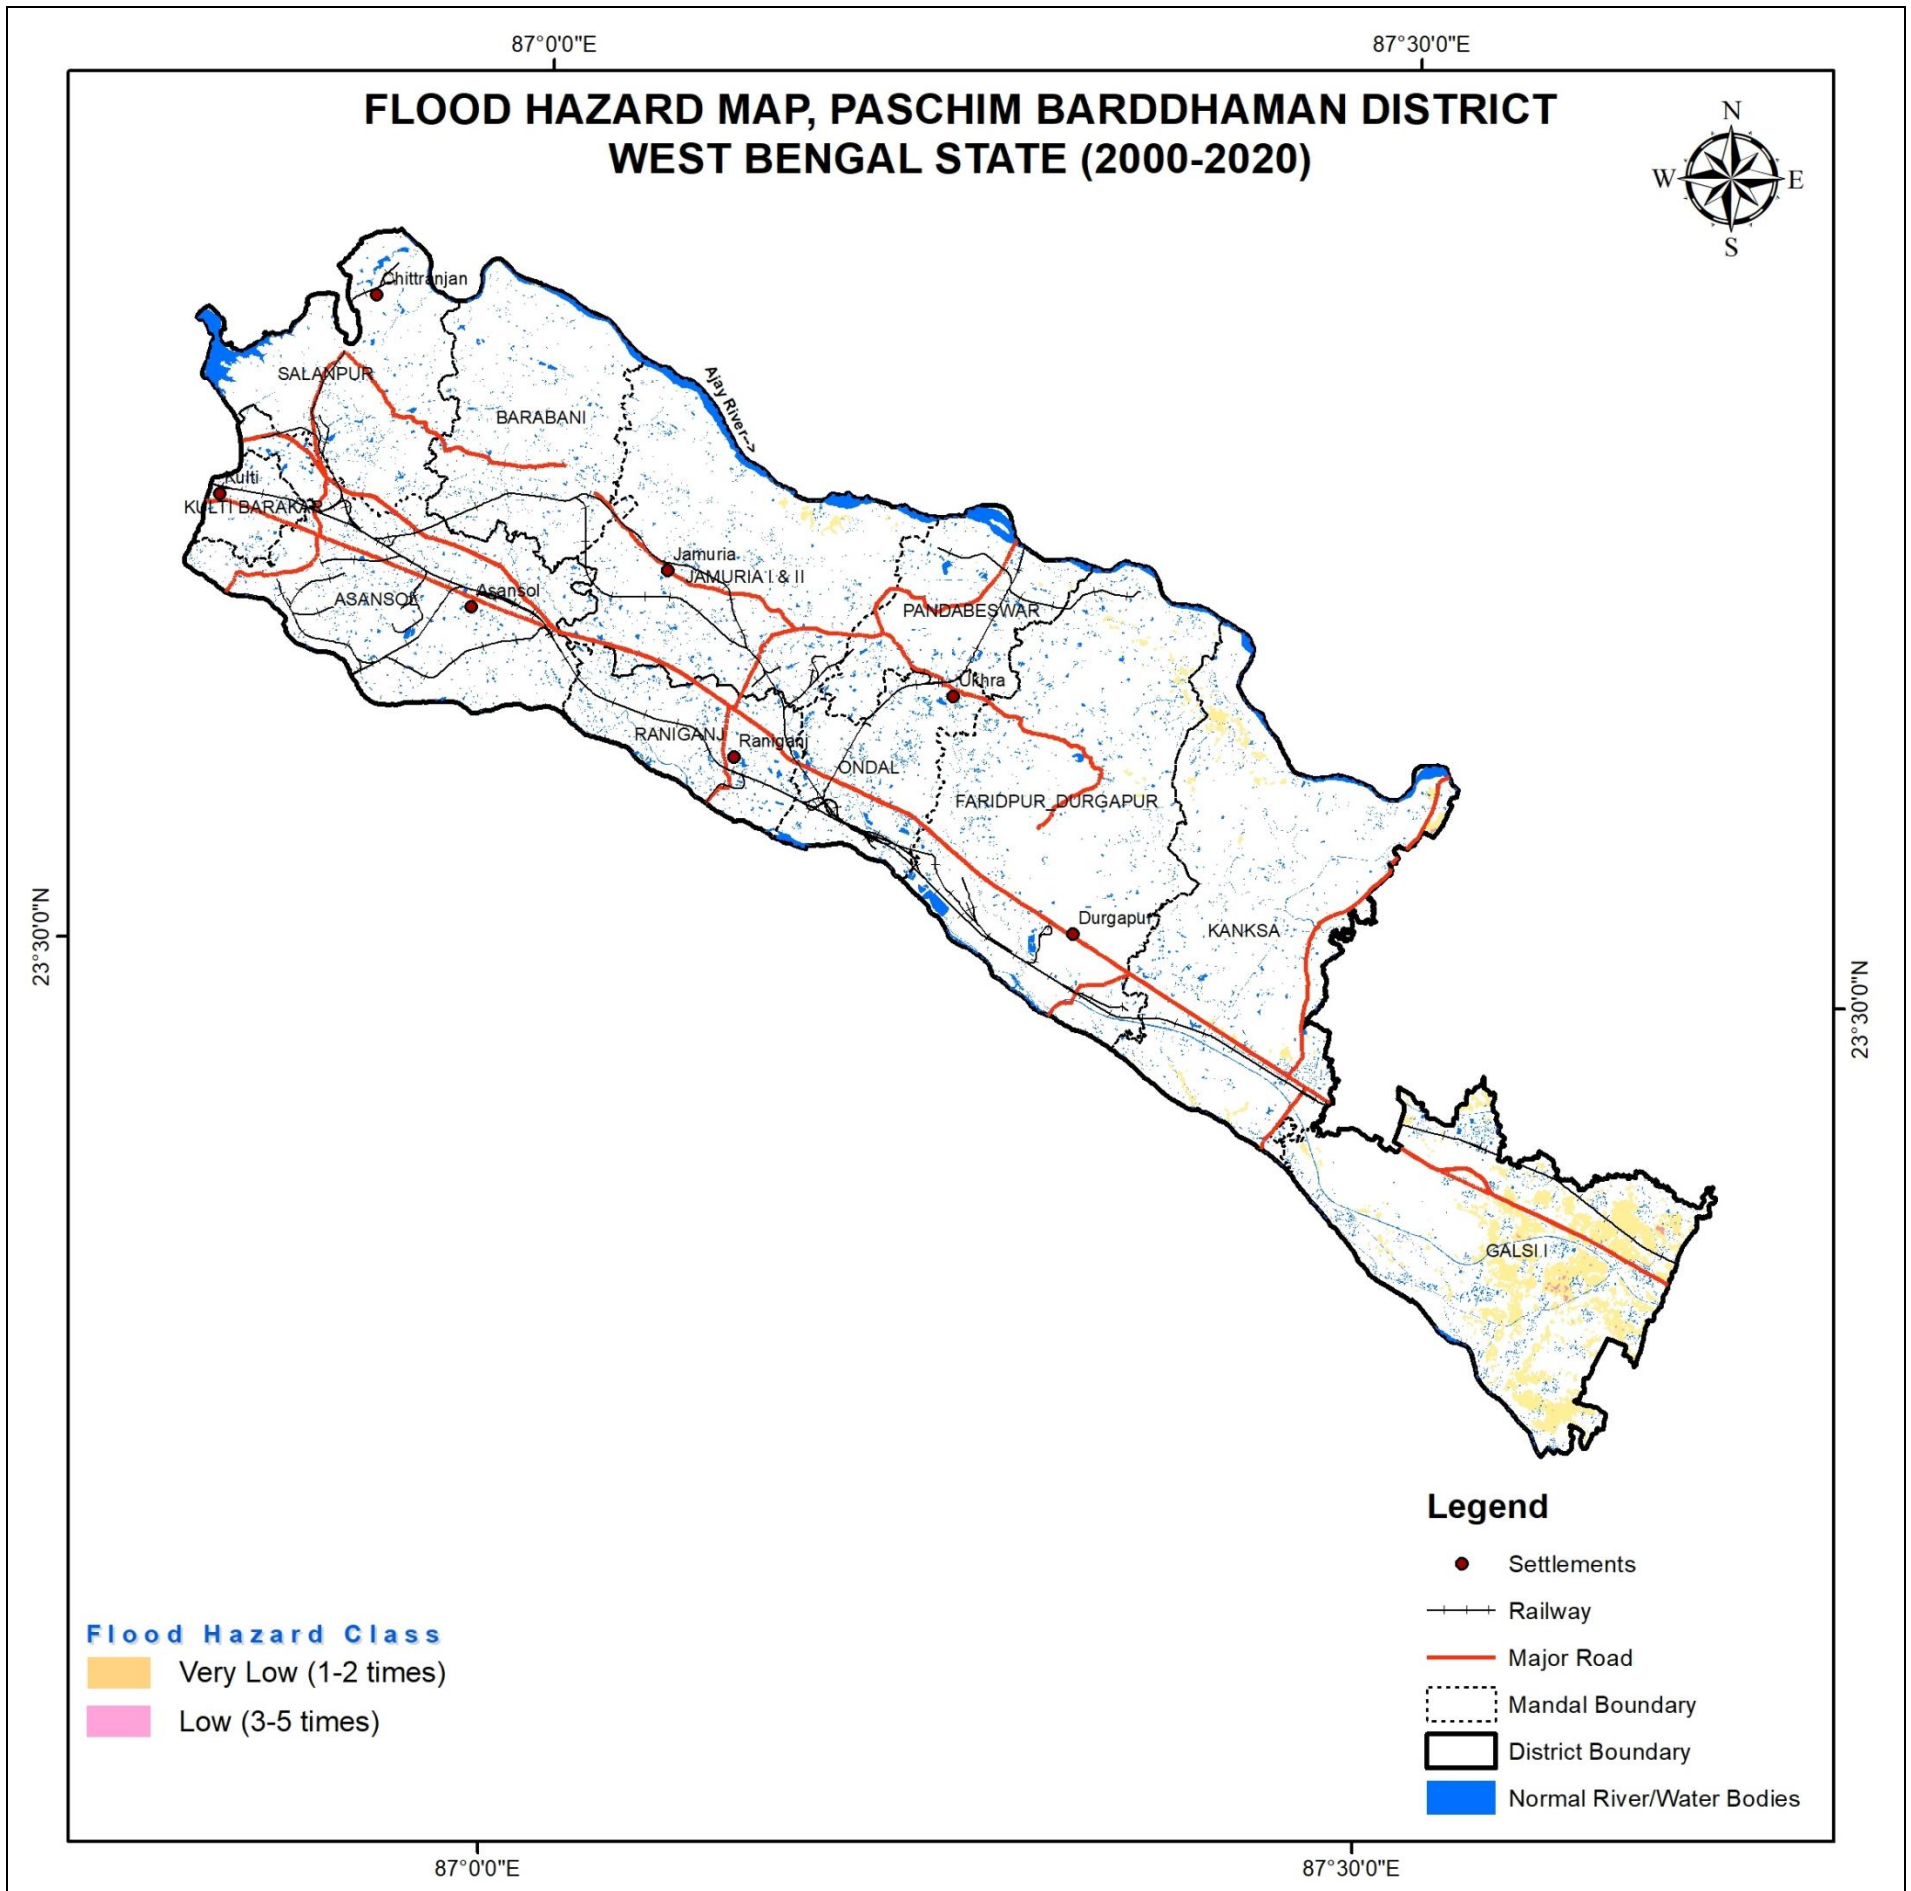 87°0'0"E
87°30'0"E
FLOOD HAZARD MAP, PASCHIM BARDDHAMAN DISTRICT
WEST BENGAL STATE (2000-2020)
N
W
E
S
Chittranjan
SALANPUR
Ajay River-->
BARABANI
Kulti
KULTI BARAKAR
Jamuria
JAMURIA I & II
Asansol
ASANSOL
PANDABESWAR
Ukhra
RANIGANJ
Raniganj
ONDAL
FARIDPUR_DURGAPUR
Durgapur
KANKSA
23°30'0"N
23°30'0"N
GALSI I
Legend
Settlements
Railway
Major Road
Mandal Boundary
District Boundary
Normal River/Water Bodies
Flood Hazard Class
Very Low (1-2 times)
Low (3-5 times)
87°0'0"E
87°30'0"E